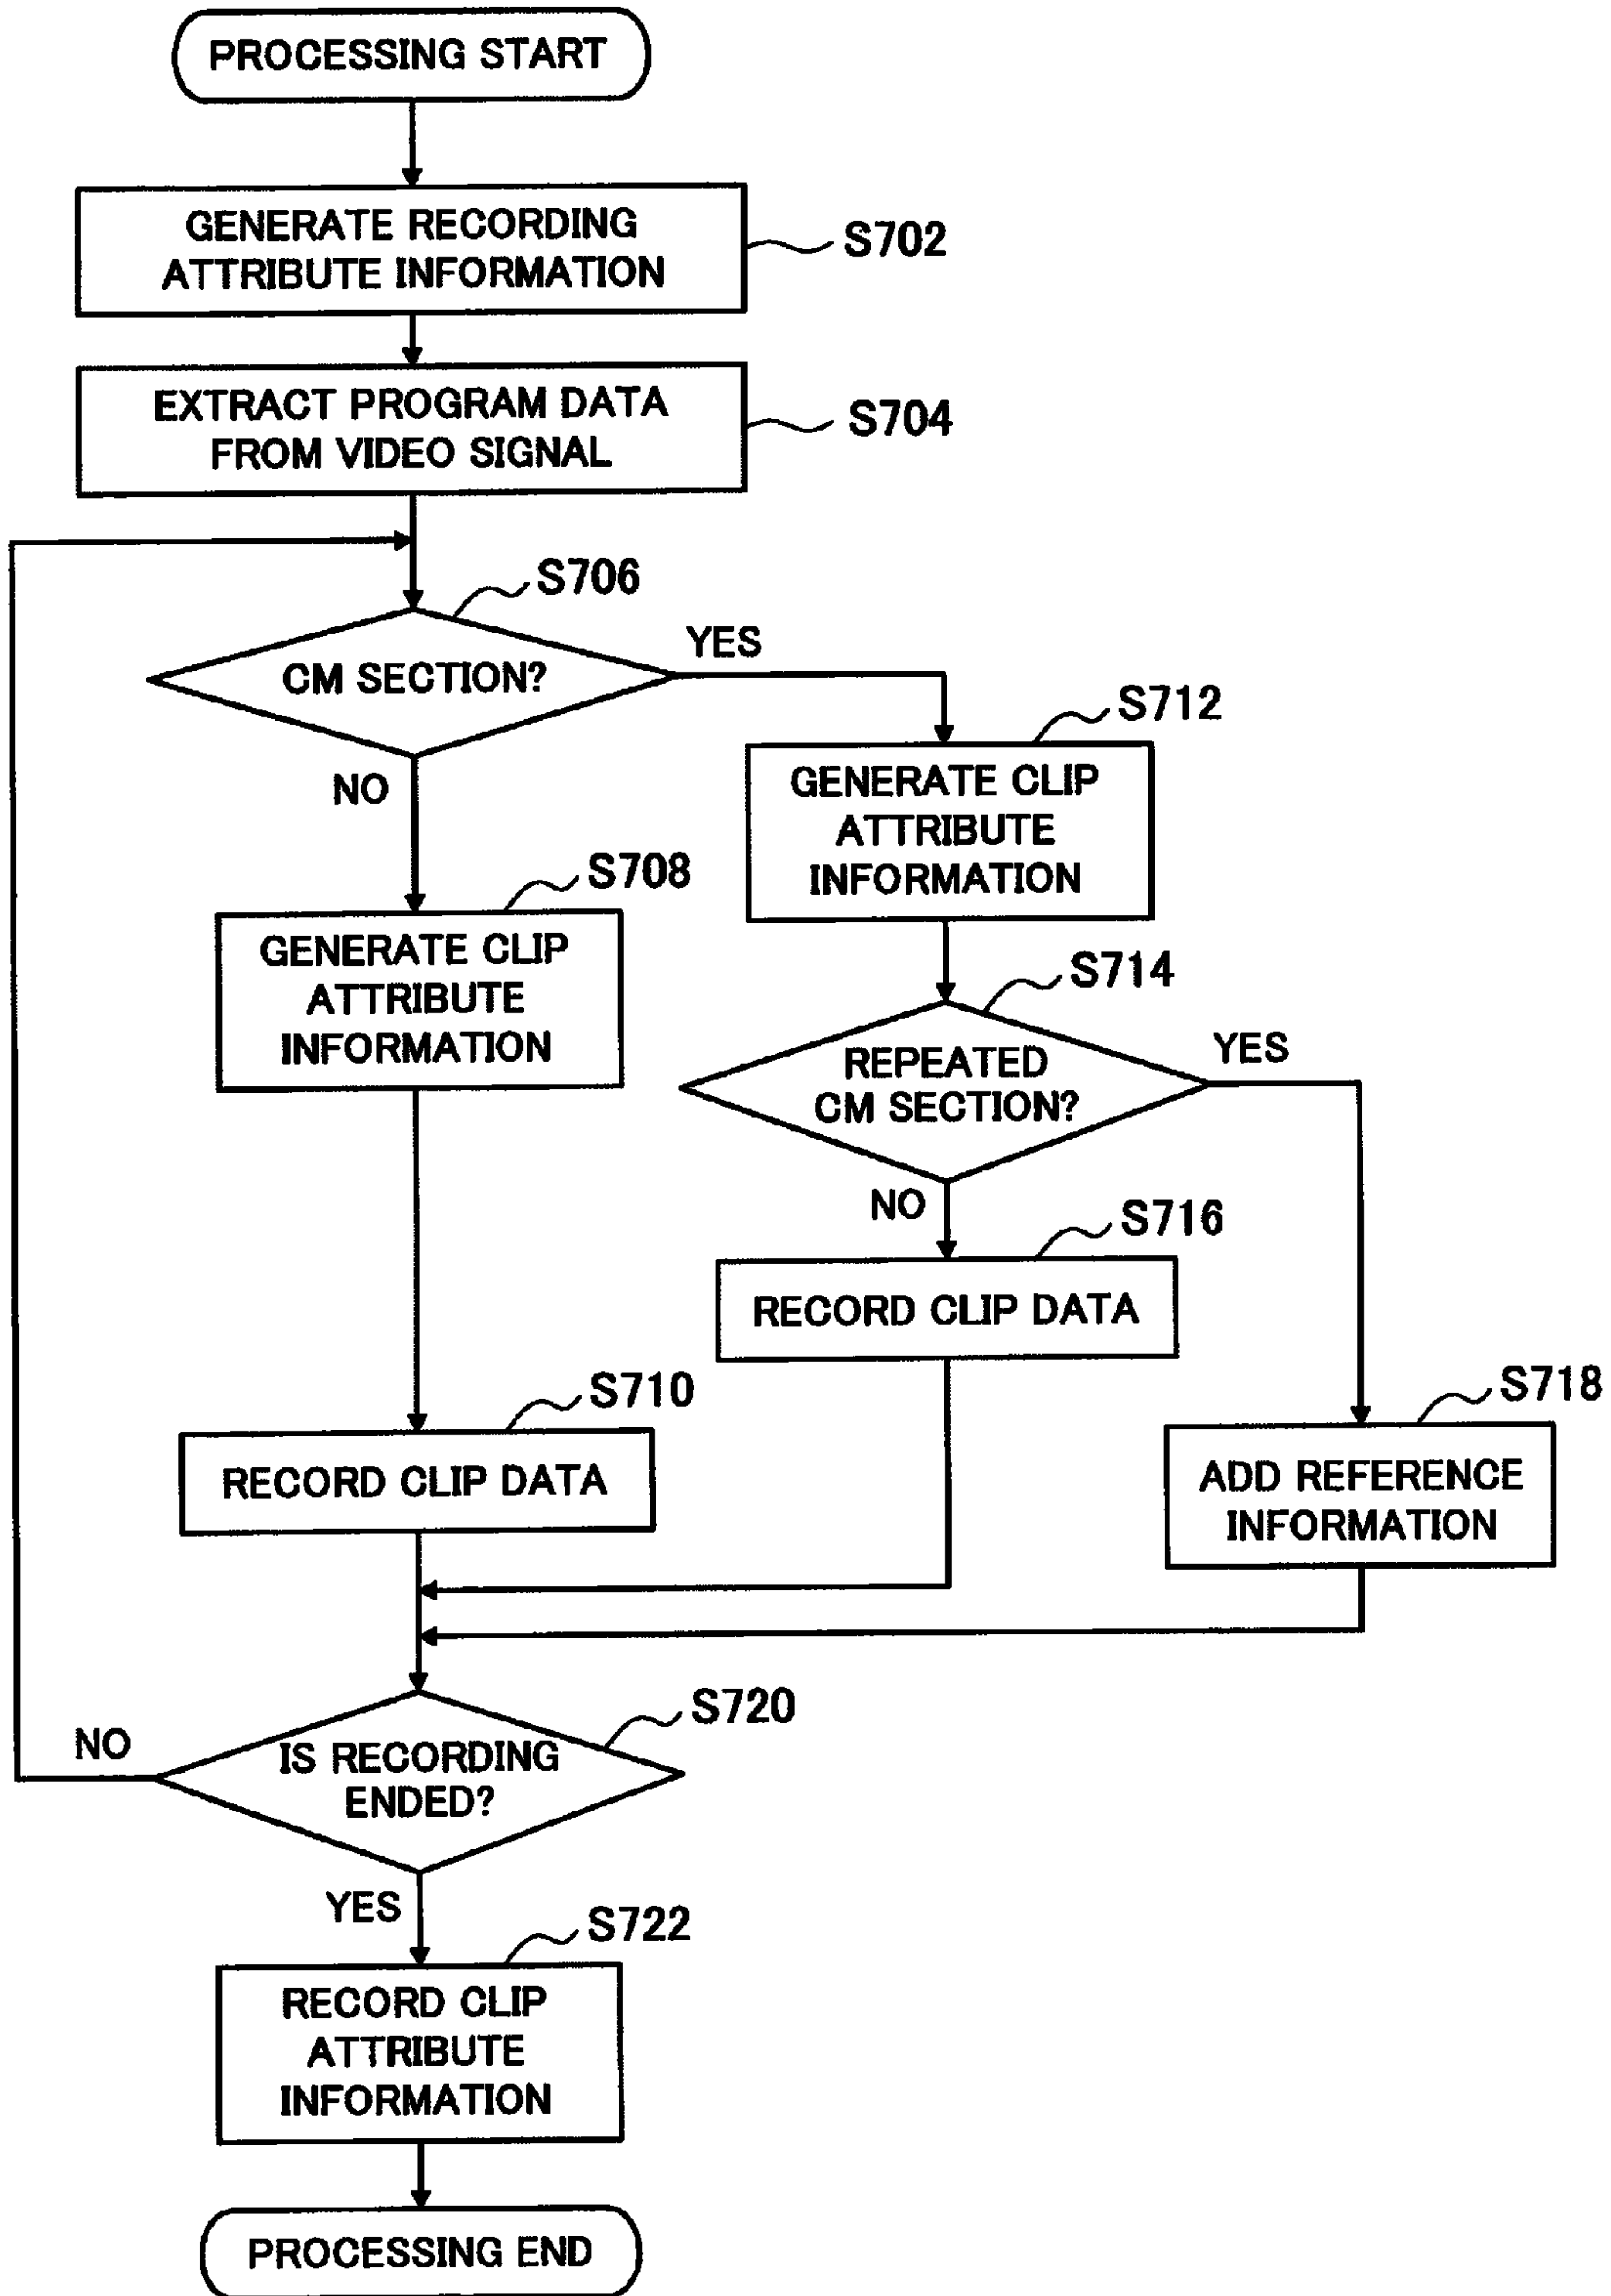 PROCESSING START
GENERATE RECORDING
ATTRIBUTE INFORMATION
S702
EXTRACT PROGRAM DATA
FROM VIDEO SIGNAL
S704
S706
CM SECTION?
YES
NO
S712
GENERATE CLIP
ATTRIBUTE
INFORMATION
S708
GENERATE CLIP
ATTRIBUTE
INFORMATION
S714
REPEATED
CM SECTION?
YES
NO
S716
RECORD CLIP DATA
S710
RECORD CLIP DATA
S718
ADD REFERENCE
INFORMATION
S720
IS RECORDING
ENDED?
NO
YES
S722
RECORD CLIP
ATTRIBUTE
INFORMATION
PROCESSING END